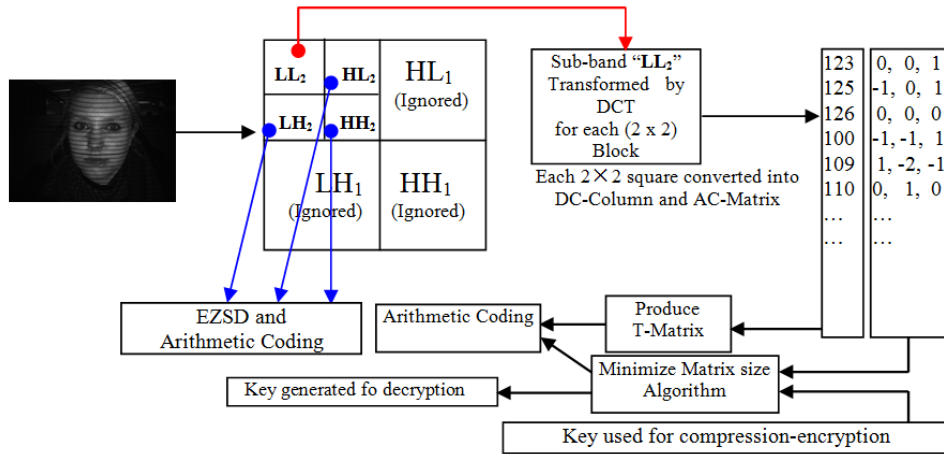 LL₂
HL₂
HL₁
(Ignored)
LH₂
HH₂
LH₁
(Ignored)
HH₁
(Ignored)
Sub-band “LL₂”
Transformed by
DCT
for each (2 x 2)
Block
Each 2×2 square converted into
DC-Column and AC-Matrix
123
125
126
100
109
110
...
...
0, 0, 1
-1, 0, 1
0, 0, 0
-1, -1, 1
1, -2, -1
0, 1, 0
...
...
EZSD and
Arithmetic Coding
Arithmetic Coding
Produce
T-Matrix
Minimize Matrix size
Algorithm
Key generated fo decryption
Key used for compression-encryption